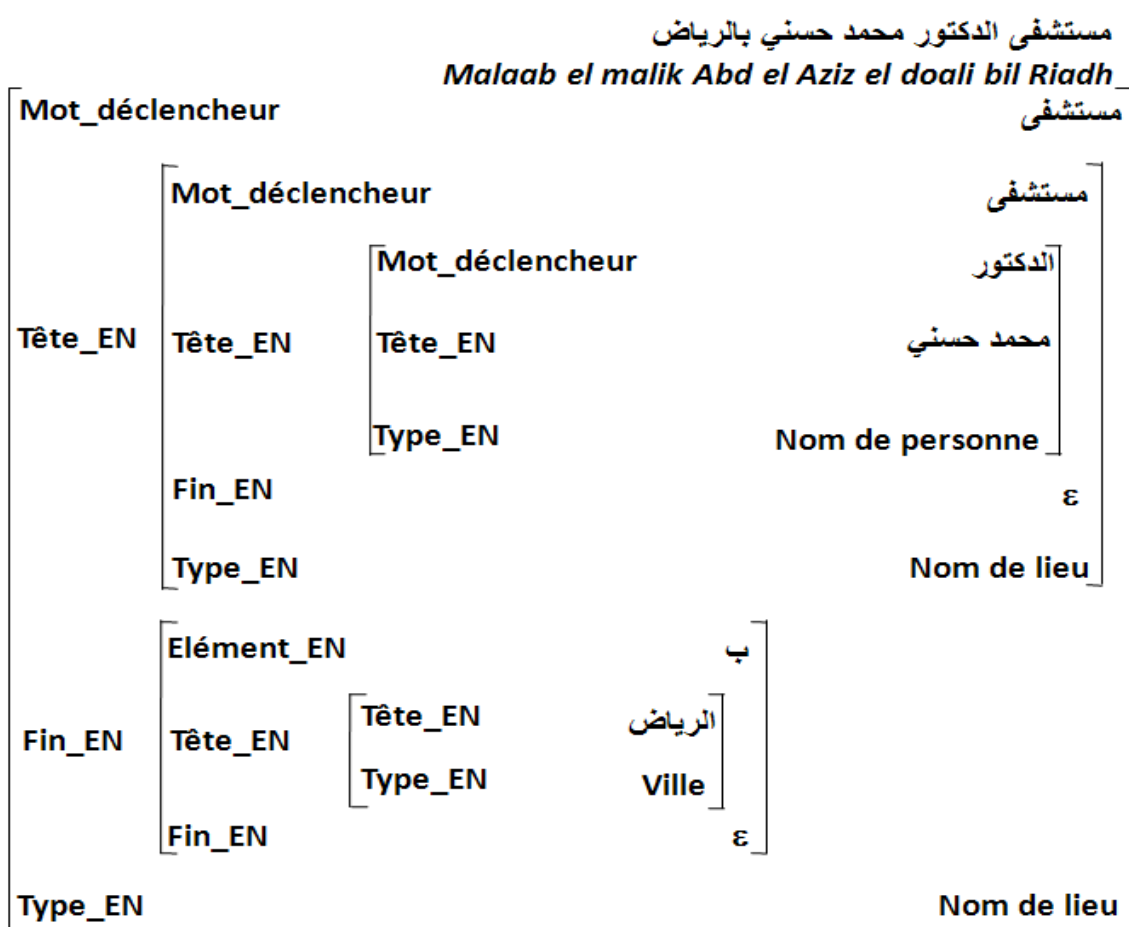 مستشفى الدكتور محمد حسني بالرياض
Malaab el malik Abd el Aziz el doali bil Riadh_
Mot_déclencheur مستشفى
Mot_déclencheur مستشفى
Mot_déclencheur الدكتور
Tête_EN Tête_EN Tête_EN محمد حسني
Type_EN Nom de personne
Fin_EN ε
Type_EN Nom de lieu
Elément_EN ب
Tête_EN الرياض
Fin_EN Tête_EN
Type_EN Ville
Fin_EN ε
Type_EN Nom de lieu